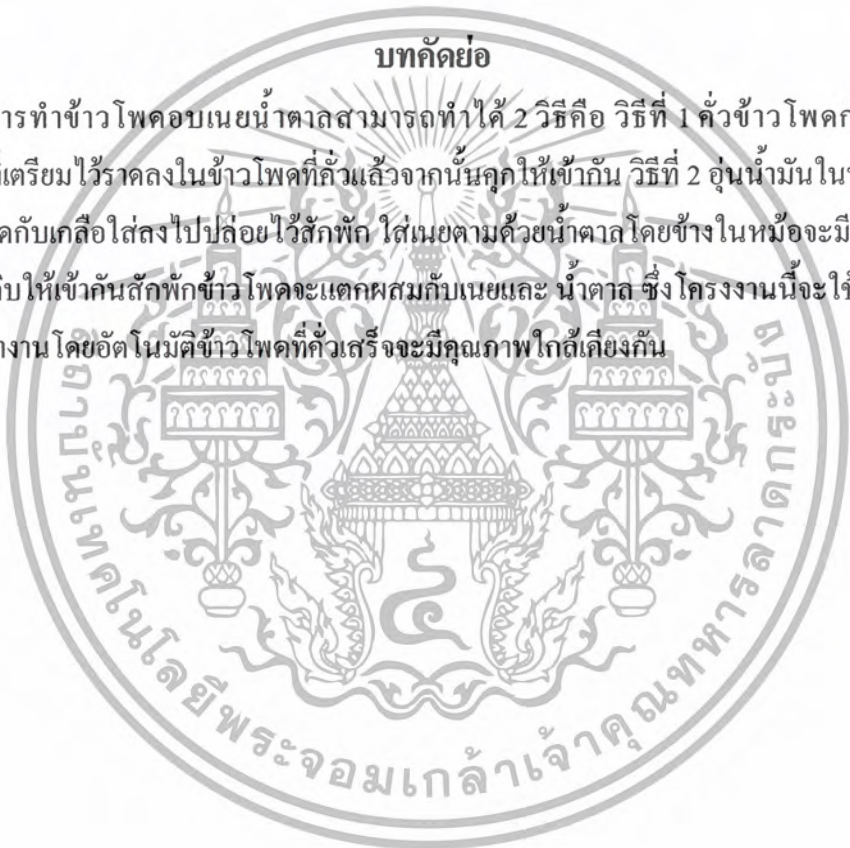 บทคัดย่อ
ารทำข้าวโพดอบเนยน้ำตาลสามารถทำได้ 2 วิธีคือ วิธีที่ 1 คั่วข้าวโพดก
ที่เตรียมไว้ราดลงในข้าวโพดที่คั่วแล้วจากนั้นคลุกให้เข้ากัน วิธีที่ 2 อุ่นน้ำมันใน
ดกับเกลือใส่ลงไปปล่อยไว้สักพัก ใส่เนยตามด้วยน้ำตาลโดยข้างในหม้อจะมี
ิบให้เข้ากันสักพักข้าวโพดจะแตกผสมกับเนยและ น้ำตาล ซึ่งโครงงานนี้จะใช้
างานโดยอัตโนมัติข้าวโพดที่คั่วเสร็จจะมีคุณภาพใกล้เคียงกัน
สถาบันเทคโนโลยีพระจอมเกล้าเจ้าคุณทหารลาดกระบัง